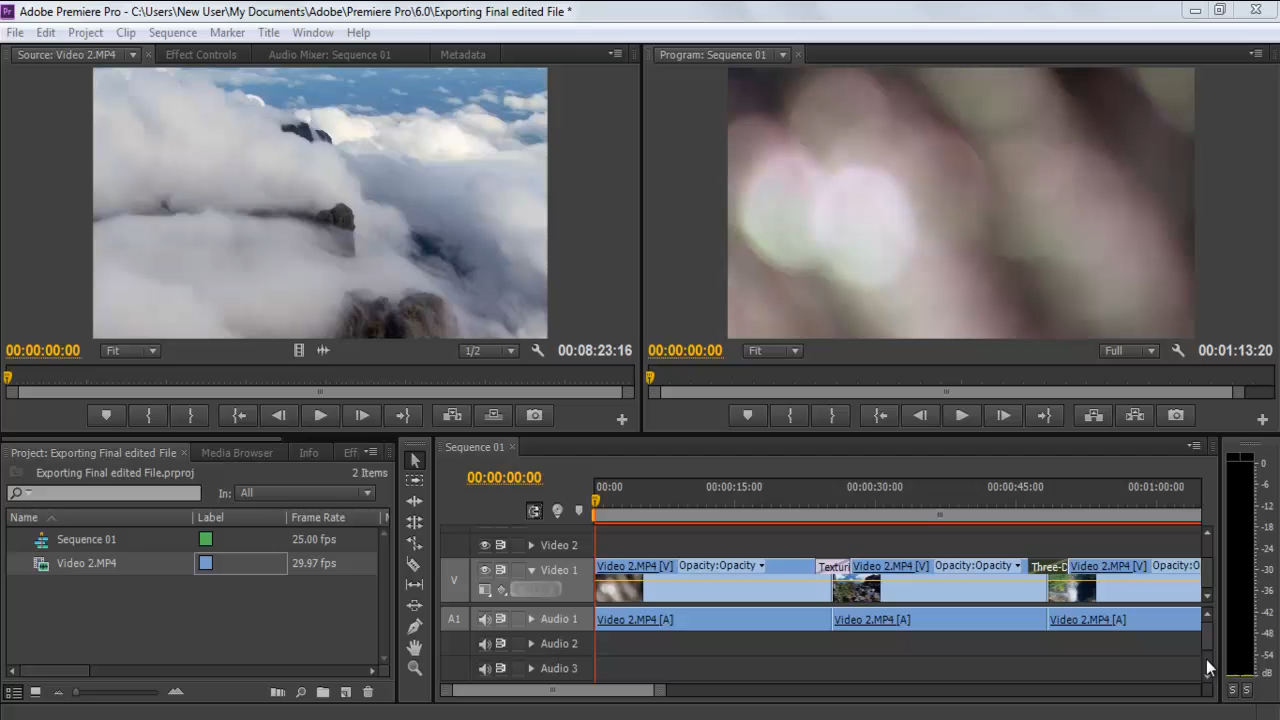 Pr Adobe Premiere Pro - C:\Users\New User\My Documents\Adobe\Premiere Pro\6.0\Exporting Final edited File *
File Edit Project Clip Sequence Marker Title Window Help
Source: Video 2.MP4 Effect Controls Audio Mixer: Sequence 01 Metadata
Program: Sequence 01
00:00:00:00 Fit 1/2 00:08:23:16
00:00:00:00 Fit Full 00:01:13:20
Project: Exporting Final edited File Media Browser Info Eff
Exporting Final edited File.prproj 2 Items
In: All
Name Label Frame Rate
Sequence 01 25.00 fps
Video 2.MP4 29.97 fps
Sequence 01
00:00:00:00
00:00 00:00:15:00 00:00:30:00 00:00:45:00 00:01:00:00
Video 2
V Video 1
Video 2.MP4 [V] Opacity:Opacity Texturi Video 2.MP4 [V] Opacity:Opacity Three-D Video 2.MP4 [V] Opacity:O
A1 Audio 1 Video 2.MP4 [A] Video 2.MP4 [A] Video 2.MP4 [A]
Audio 2
Audio 3
0
-6
-12
-18
-24
-30
-36
-42
-48
-54
dB
S S